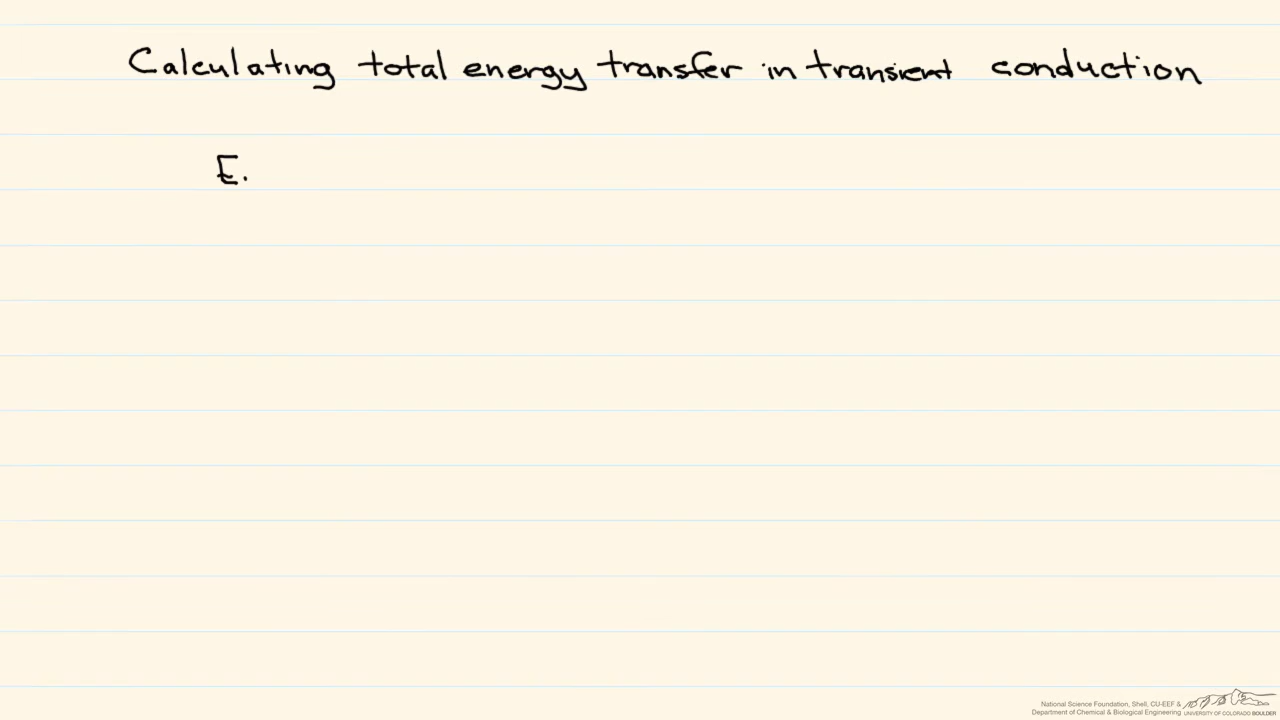 Calculating total energy transfer in transient conduction
E.
National Science Foundation, Shell, CU-EEF &
Department of Chemical & Biological Engineering UNIVERSITY OF COLORADO BOULDER